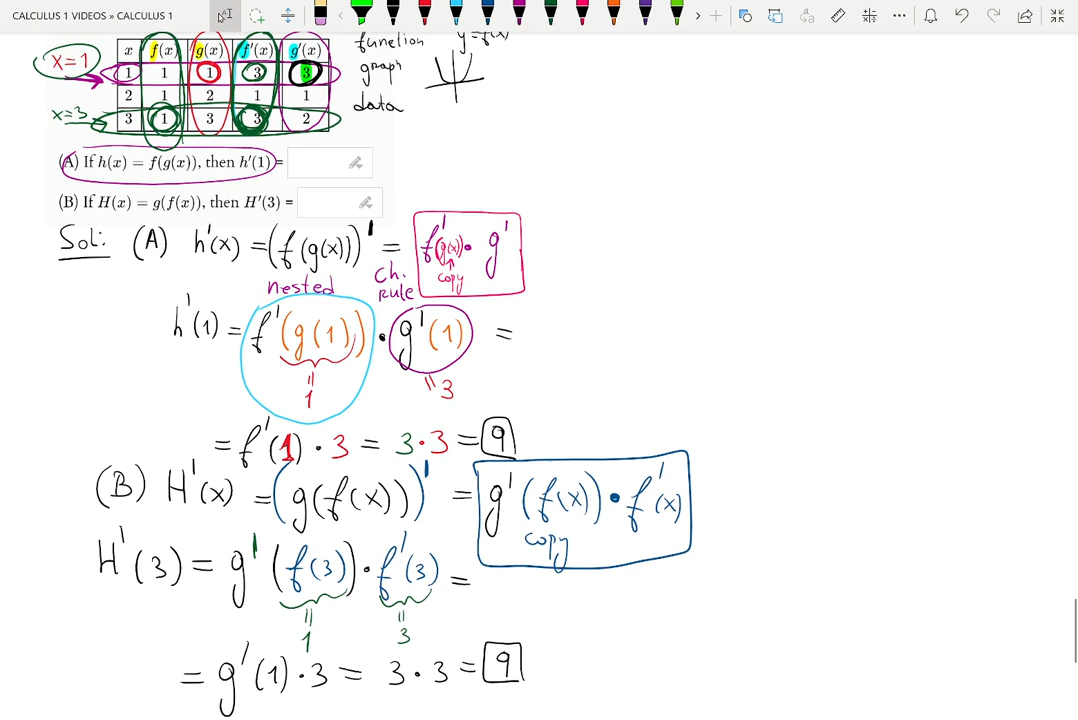 CALCULUS 1 VIDEOS » CALCULUS 1
function y=f(x)
x=1
x f(x) g(x) f'(x) g'(x)
graph
1 1 1 3 3
2 1 2 1 1
data
x=3
3 1 3 3 2
(A) If h(x) = f(g(x)), then h'(1) =
(B) If H(x) = g(f(x)), then H'(3) =
Sol: (A) h'(x) = (f(g(x)))' = f'(g(x)) · g'
copy
nested ch. rule
h'(1) = f'(g(1)) · g'(1) =
= 1 = 3
= f'(1) · 3 = 3 · 3 = 9
(B) H'(x) = (g(f(x)))' = g'(f(x)) · f'(x)
copy
H'(3) = g'(f(3)) · f'(3) =
= 1 = 3
= g'(1) · 3 = 3 · 3 = 9